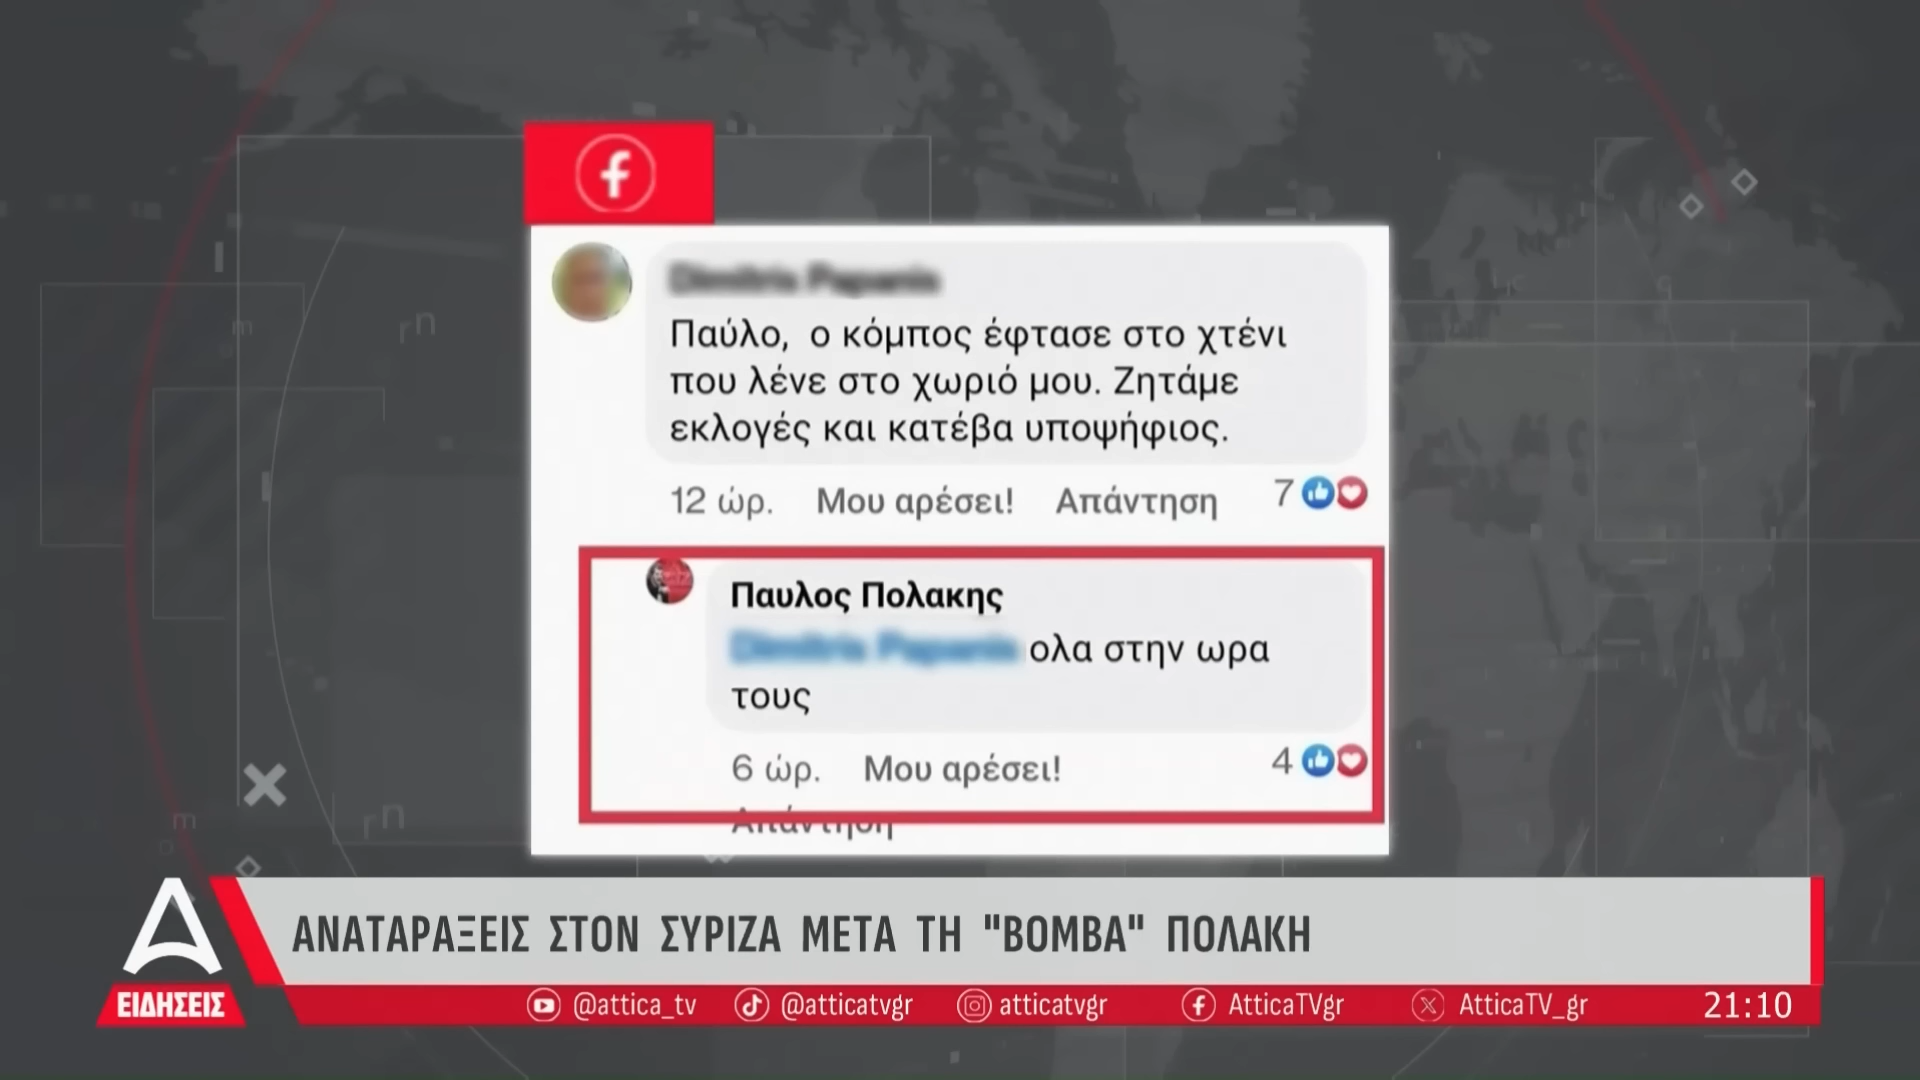 Παύλο, ο κόμπος έφτασε στο χτένι
που λένε στο χωριό μου. Ζητάμε
εκλογές και κατέβα υποψήφιος.
12 ώρ. Μου αρέσει! Απάντηση 7
Παυλος Πολακης
ολα στην ωρα
τους
6 ώρ. Μου αρέσει! 4
Απάντηση
ΑΝΑΤΑΡΑΞΕΙΣ ΣΤΟΝ ΣΥΡΙΖΑ ΜΕΤΑ ΤΗ "ΒΟΜΒΑ" ΠΟΛΑΚΗ
ΕΙΔΗΣΕΙΣ
@attica_tv @atticatvgr atticatvgr AtticaTVgr AtticaTV_gr 21:10